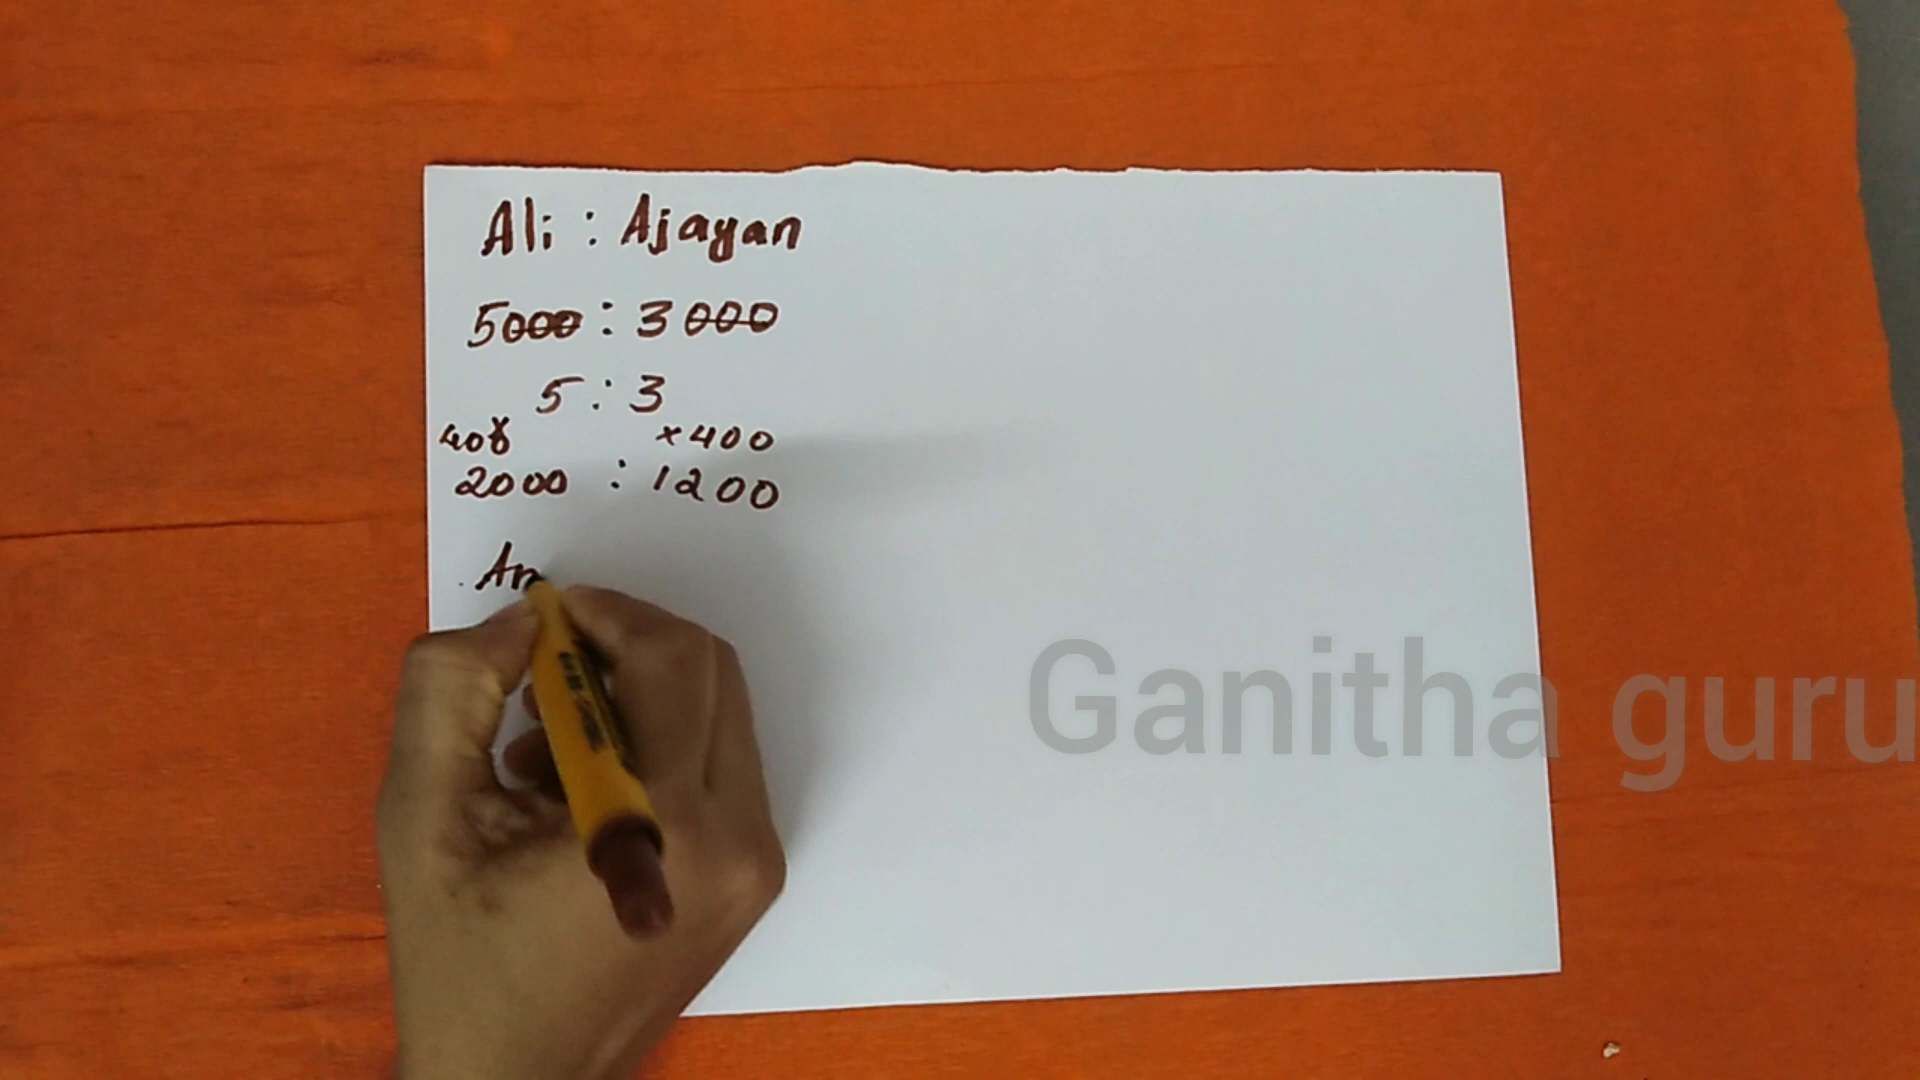 Ali : Ajayan
5000 : 3000
5 : 3
400× ×400
2000 : 1200
An
Ganitha guru